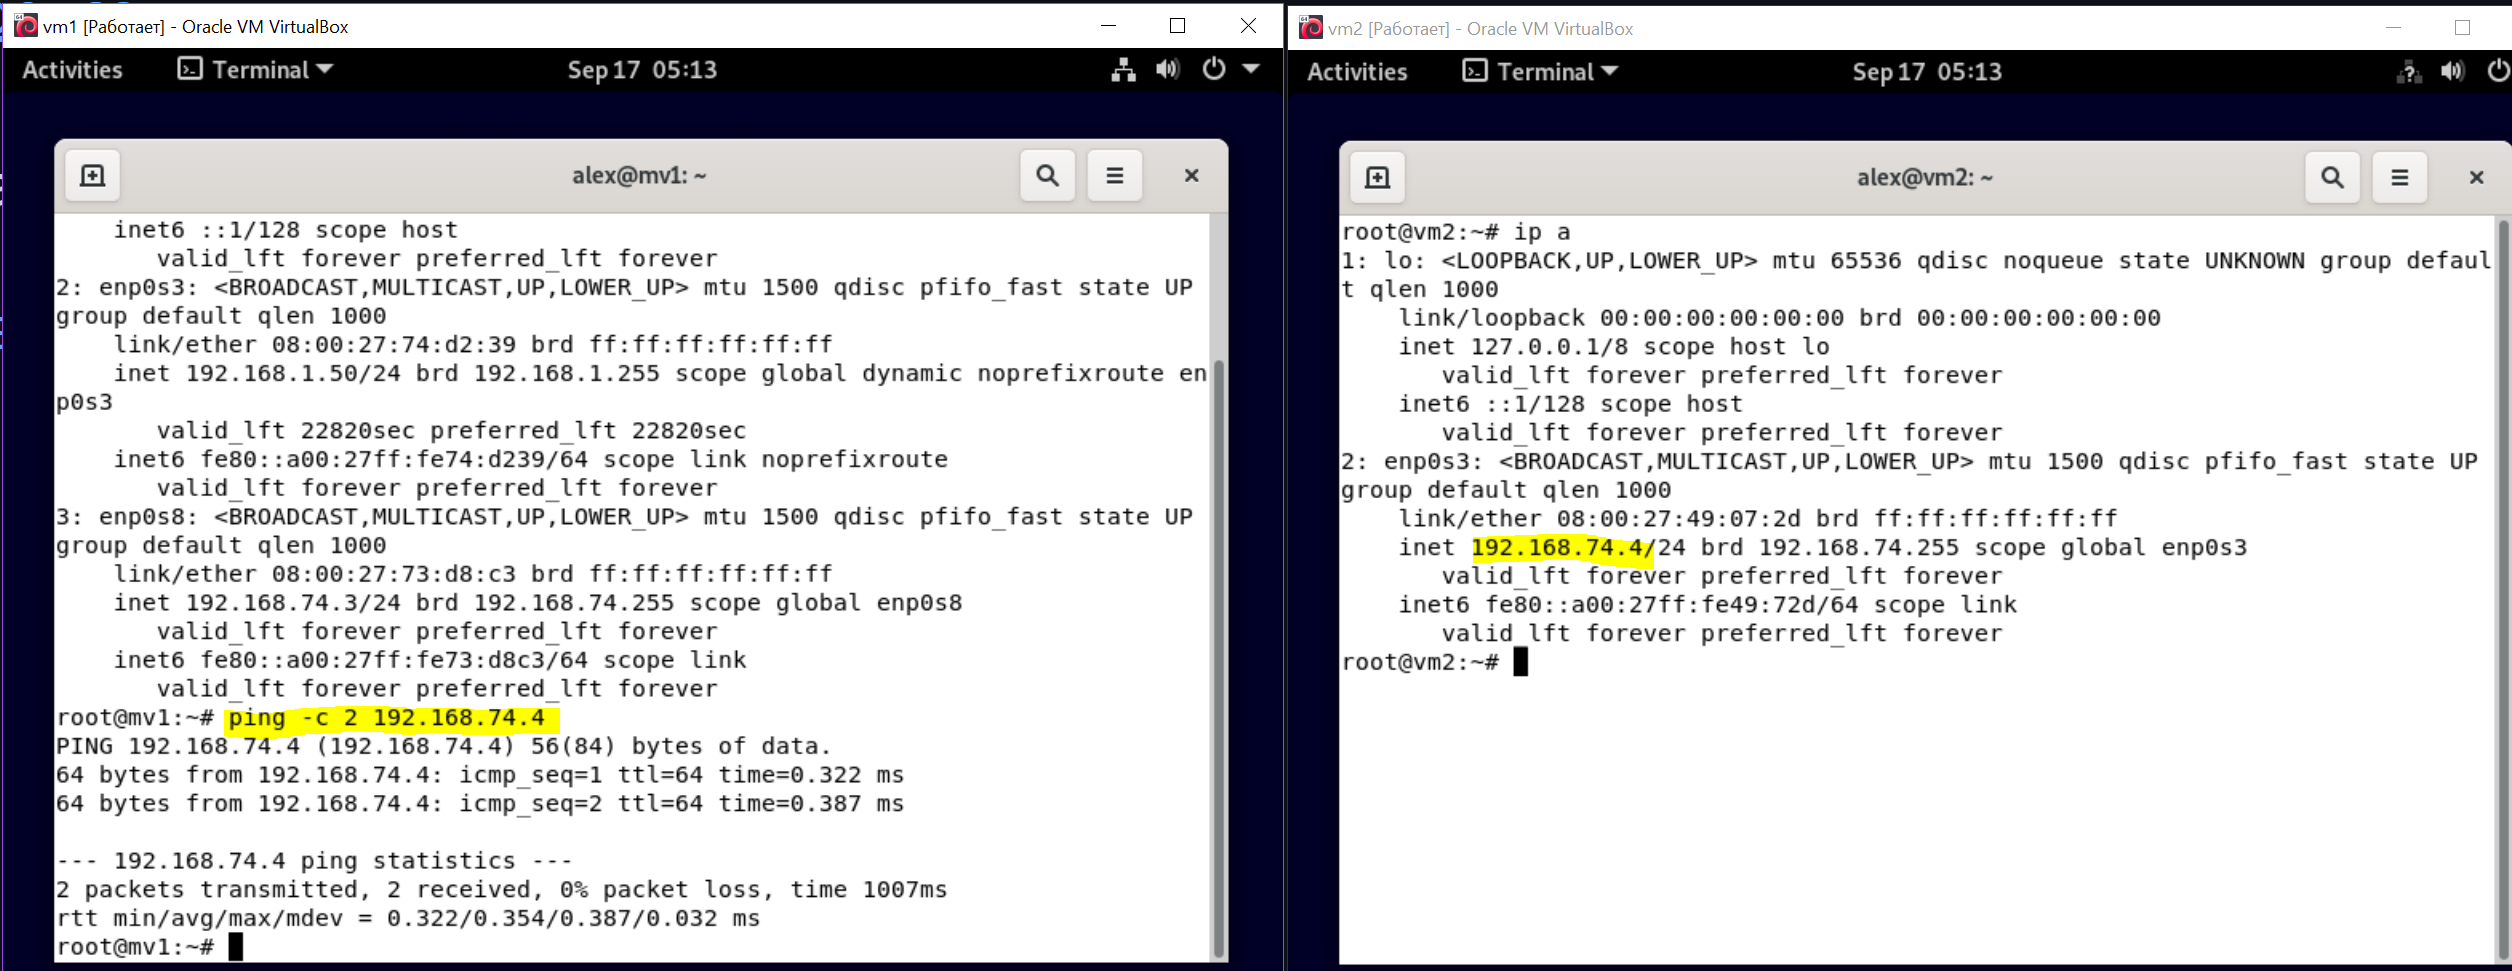 vm1 [Работает] - Oracle VM VirtualBox
Activities Terminal Sep 17 05:13
alex@mv1: ~
    inet6 ::1/128 scope host
       valid_lft forever preferred_lft forever
2: enp0s3: <BROADCAST,MULTICAST,UP,LOWER_UP> mtu 1500 qdisc pfifo_fast state UP
group default qlen 1000
    link/ether 08:00:27:74:d2:39 brd ff:ff:ff:ff:ff:ff
    inet 192.168.1.50/24 brd 192.168.1.255 scope global dynamic noprefixroute en
p0s3
       valid_lft 22820sec preferred_lft 22820sec
    inet6 fe80::a00:27ff:fe74:d239/64 scope link noprefixroute
       valid_lft forever preferred_lft forever
3: enp0s8: <BROADCAST,MULTICAST,UP,LOWER_UP> mtu 1500 qdisc pfifo_fast state UP
group default qlen 1000
    link/ether 08:00:27:73:d8:c3 brd ff:ff:ff:ff:ff:ff
    inet 192.168.74.3/24 brd 192.168.74.255 scope global enp0s8
       valid_lft forever preferred_lft forever
    inet6 fe80::a00:27ff:fe73:d8c3/64 scope link
       valid_lft forever preferred_lft forever
root@mv1:~# ping -c 2 192.168.74.4
PING 192.168.74.4 (192.168.74.4) 56(84) bytes of data.
64 bytes from 192.168.74.4: icmp_seq=1 ttl=64 time=0.322 ms
64 bytes from 192.168.74.4: icmp_seq=2 ttl=64 time=0.387 ms

--- 192.168.74.4 ping statistics ---
2 packets transmitted, 2 received, 0% packet loss, time 1007ms
rtt min/avg/max/mdev = 0.322/0.354/0.387/0.032 ms
root@mv1:~#
vm2 [Работает] - Oracle VM VirtualBox
Activities Terminal Sep 17 05:13
alex@vm2: ~
root@vm2:~# ip a
1: lo: <LOOPBACK,UP,LOWER_UP> mtu 65536 qdisc noqueue state UNKNOWN group defaul
t qlen 1000
    link/loopback 00:00:00:00:00:00 brd 00:00:00:00:00:00
    inet 127.0.0.1/8 scope host lo
       valid_lft forever preferred_lft forever
    inet6 ::1/128 scope host
       valid_lft forever preferred_lft forever
2: enp0s3: <BROADCAST,MULTICAST,UP,LOWER_UP> mtu 1500 qdisc pfifo_fast state UP
group default qlen 1000
    link/ether 08:00:27:49:07:2d brd ff:ff:ff:ff:ff:ff
    inet 192.168.74.4/24 brd 192.168.74.255 scope global enp0s3
       valid_lft forever preferred_lft forever
    inet6 fe80::a00:27ff:fe49:72d/64 scope link
       valid_lft forever preferred_lft forever
root@vm2:~#